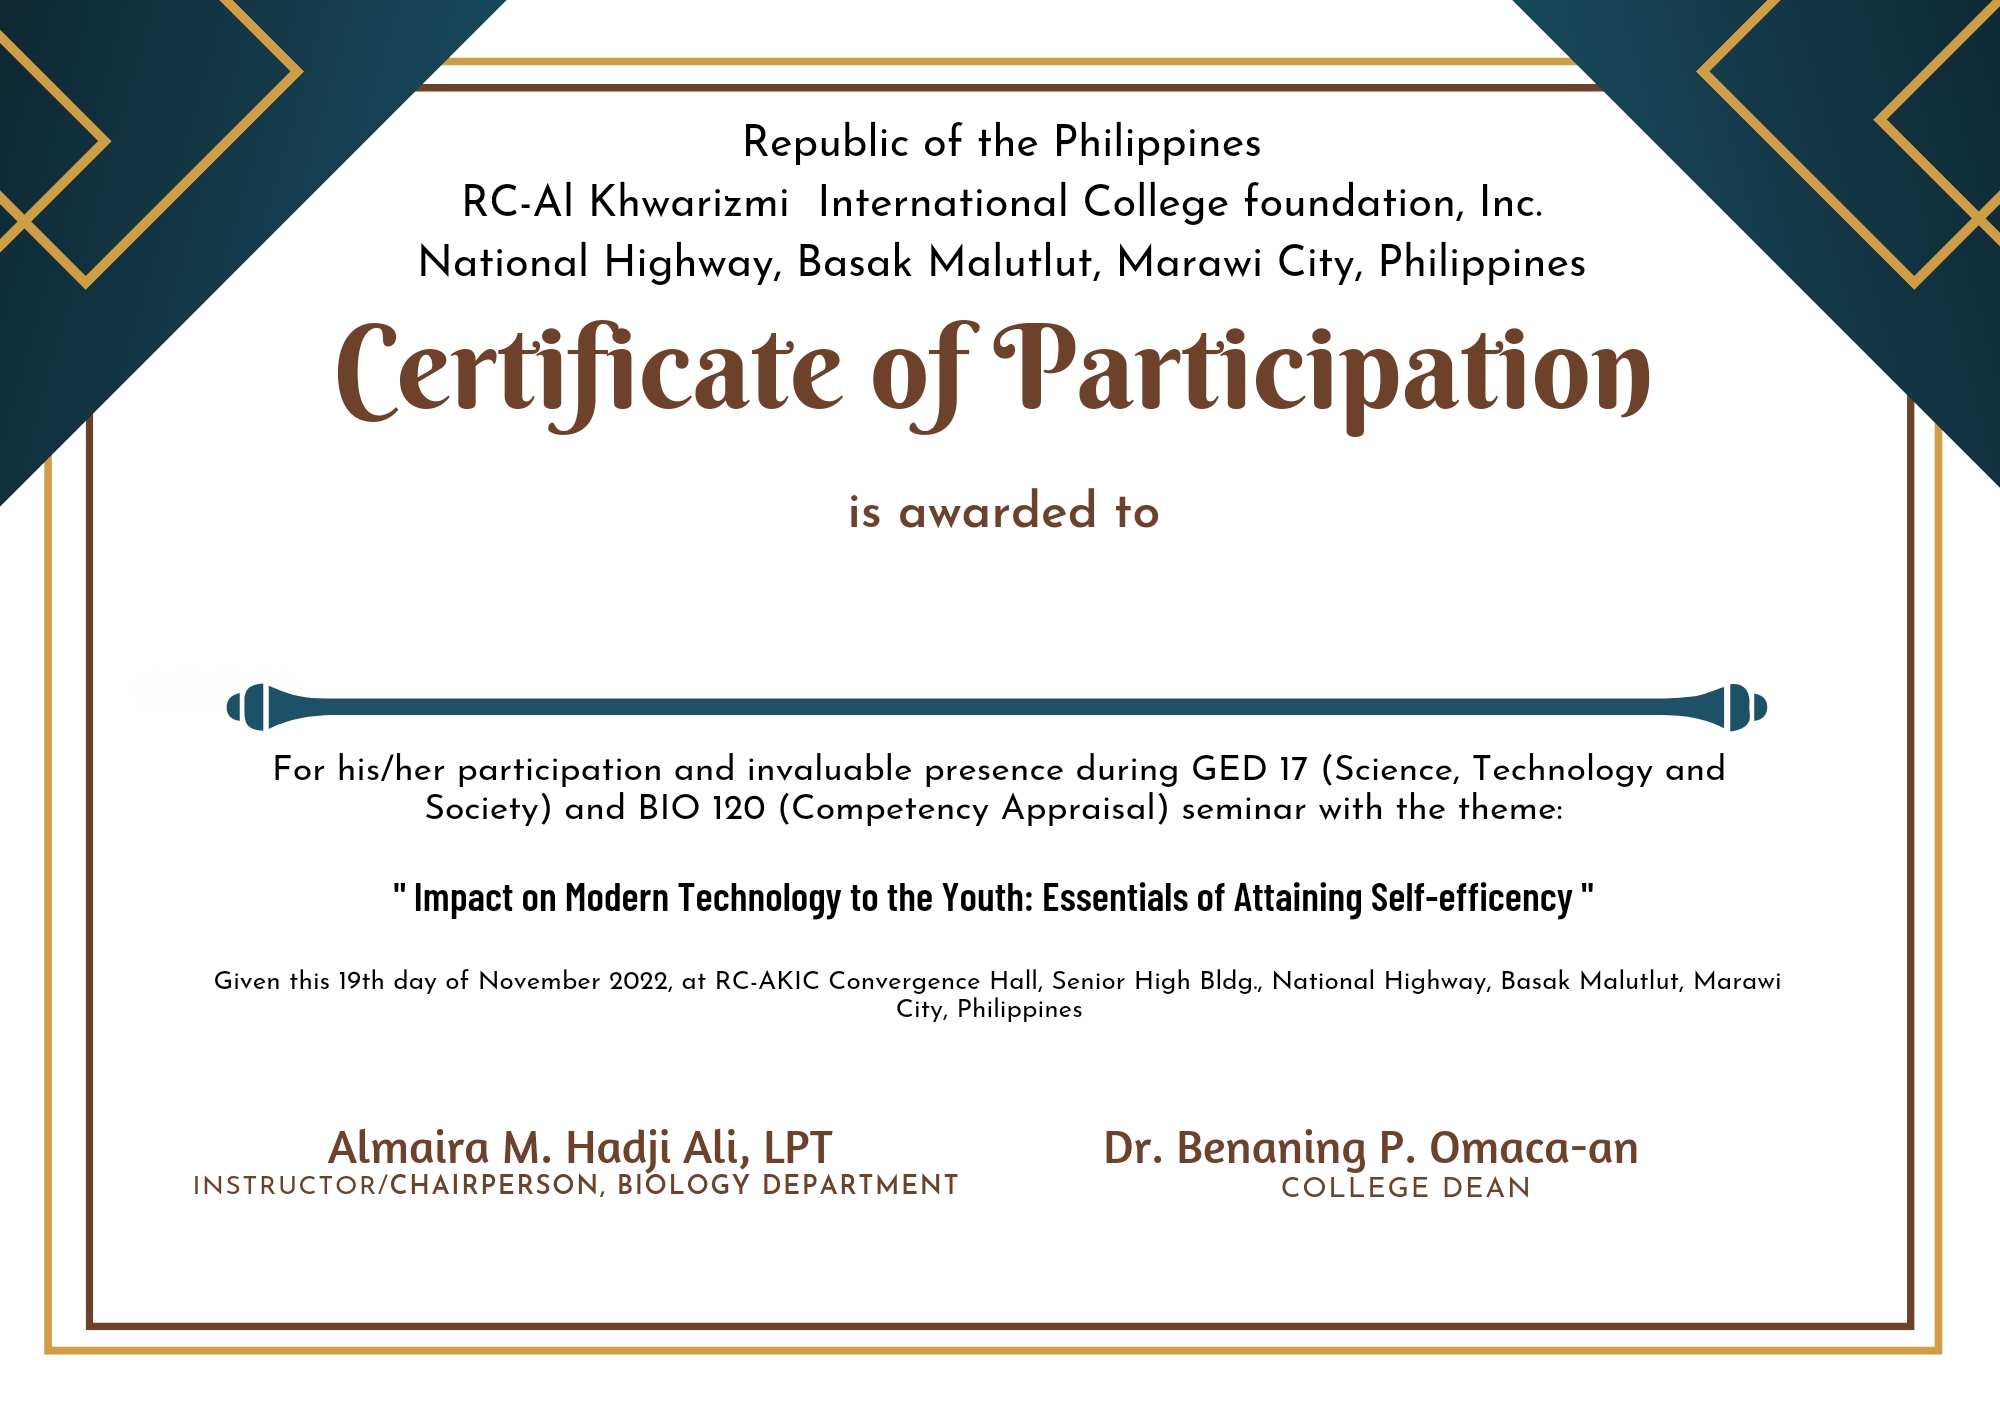 Republic of the Philippines
RC-Al Khwarizmi  International College foundation, Inc.
National Highway, Basak Malutlut, Marawi City, Philippines
Certificate of Participation
is awarded to
For his/her participation and invaluable presence during GED 17 (Science, Technology and
Society) and BIO 120 (Competency Appraisal) seminar with the theme:
" Impact on Modern Technology to the Youth: Essentials of Attaining Self-efficency "
Given this 19th day of November 2022, at RC-AKIC Convergence Hall, Senior High Bldg., National Highway, Basak Malutlut, Marawi
City, Philippines
Almaira M. Hadji Ali, LPT
INSTRUCTOR/CHAIRPERSON, BIOLOGY DEPARTMENT
Dr. Benaning P. Omaca-an
COLLEGE DEAN